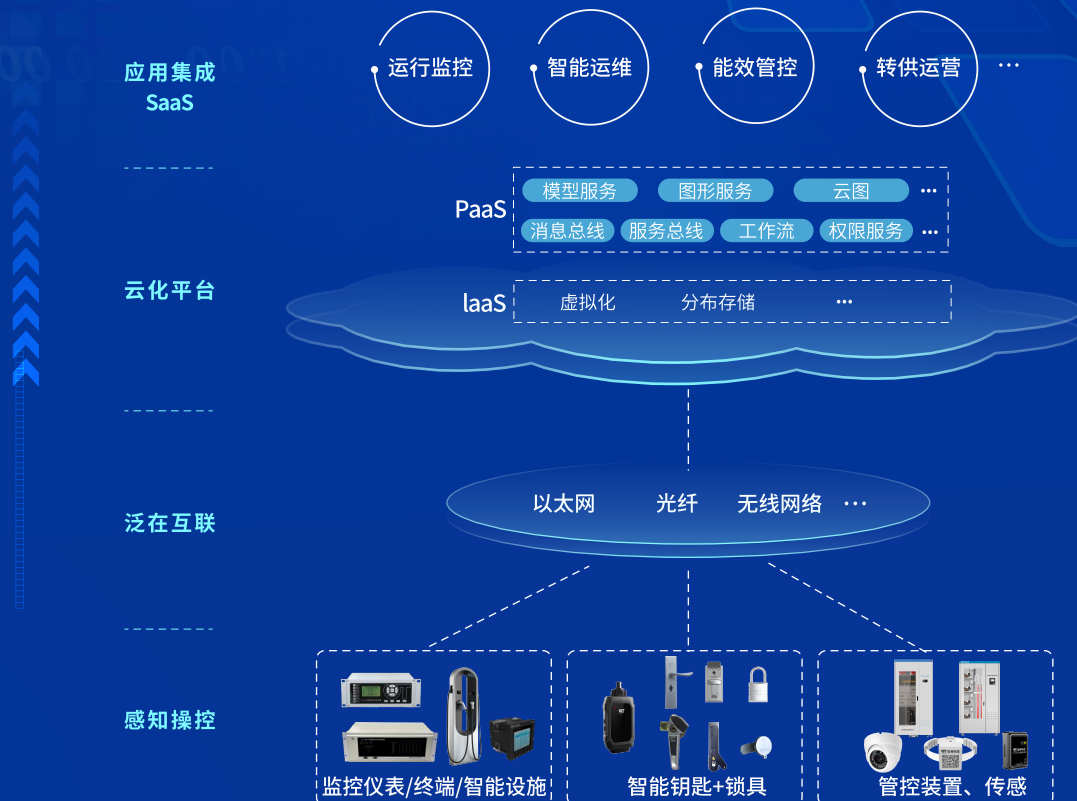 应用集成
SaaS
运行监控
智能运维
能效管控
转供运营
...
云化平台
PaaS
模型服务
图形服务
云图
...
消息总线
服务总线
工作流
权限服务
...
laaS
虚拟化
分布存储
...
泛在互联
以太网
光纤
无线网络
...
感知操控
监控仪表/终端/智能设施
智能钥匙+锁具
管控装置、传感